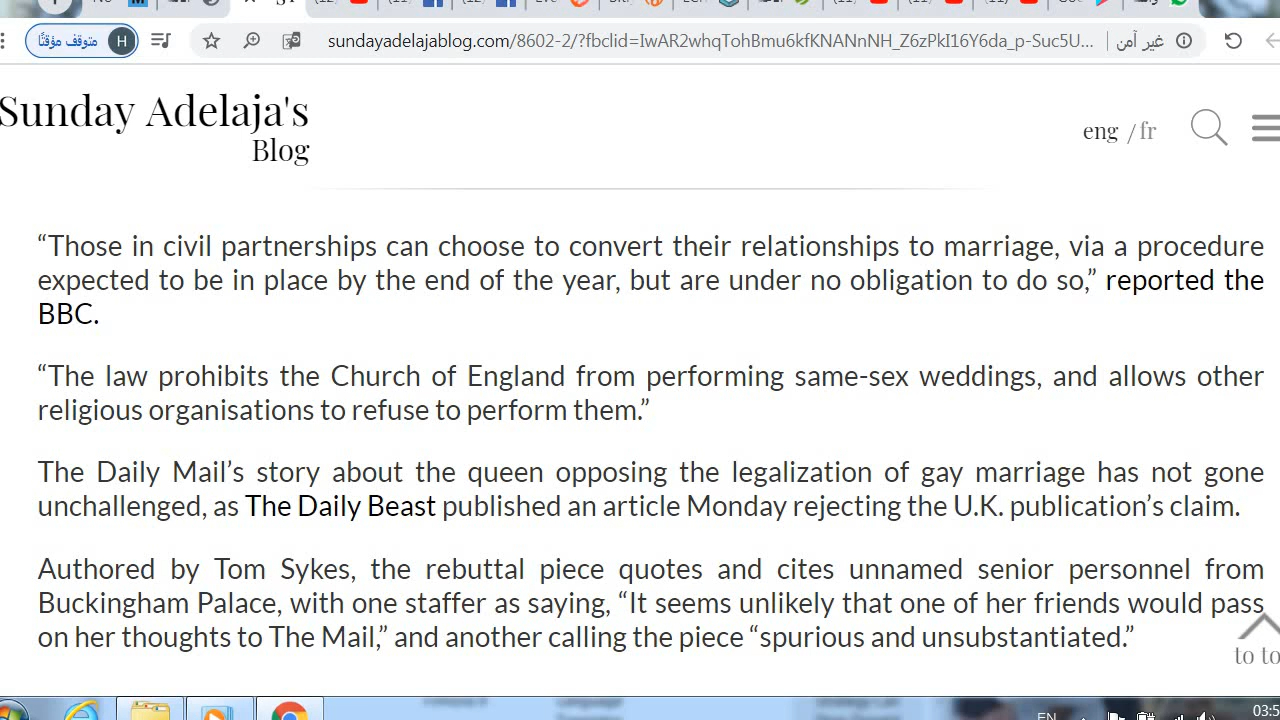 متوقف مؤقتًا H
sundayadelajablog.com/8602-2/?fbclid=IwAR2whqTohBmu6kfKNANnNH_Z6zPkI16Y6da_p-Suc5U... غير آمن
Sunday Adelaja's
Blog
eng / fr
“Those in civil partnerships can choose to convert their relationships to marriage, via a procedure
expected to be in place by the end of the year, but are under no obligation to do so,” reported the
BBC.
“The law prohibits the Church of England from performing same-sex weddings, and allows other
religious organisations to refuse to perform them.”
The Daily Mail’s story about the queen opposing the legalization of gay marriage has not gone
unchallenged, as The Daily Beast published an article Monday rejecting the U.K. publication’s claim.
Authored by Tom Sykes, the rebuttal piece quotes and cites unnamed senior personnel from
Buckingham Palace, with one staffer as saying, “It seems unlikely that one of her friends would pass
on her thoughts to The Mail,” and another calling the piece “spurious and unsubstantiated.”
to to
EN
03:5